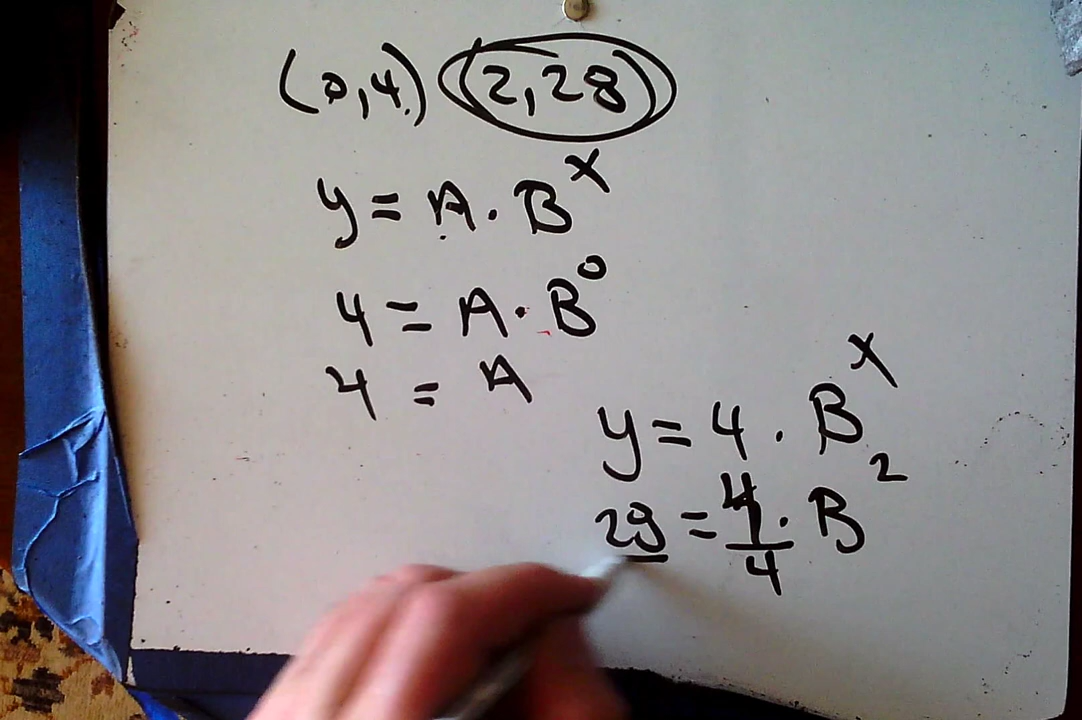 (0,4) (2,28)
y = A · B^x
4 = A · B^0
4 = A
y = 4 · B^x
28 = 4/4 · B^2